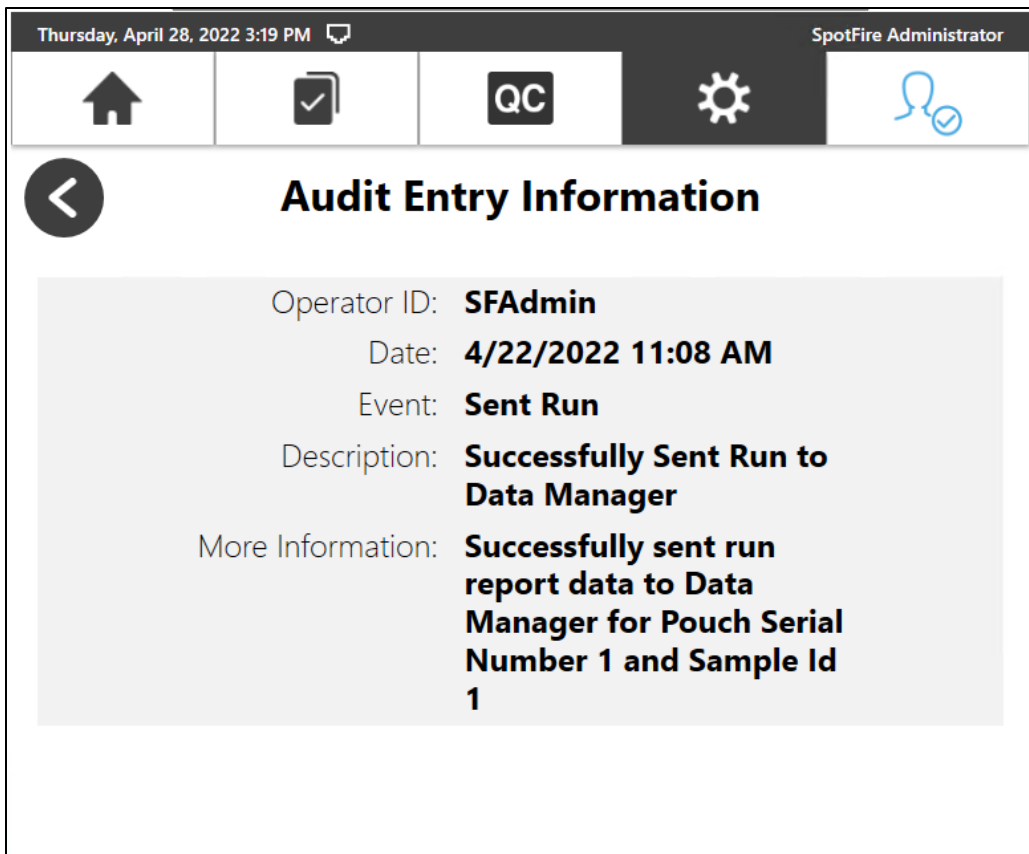 Thursday, April 28, 2022 3:19 PM SpotFire Administrator
QC
Audit Entry Information
Operator ID: SFAdmin
Date: 4/22/2022 11:08 AM
Event: Sent Run
Description: Successfully Sent Run to
Data Manager
More Information: Successfully sent run
report data to Data
Manager for Pouch Serial
Number 1 and Sample Id
1